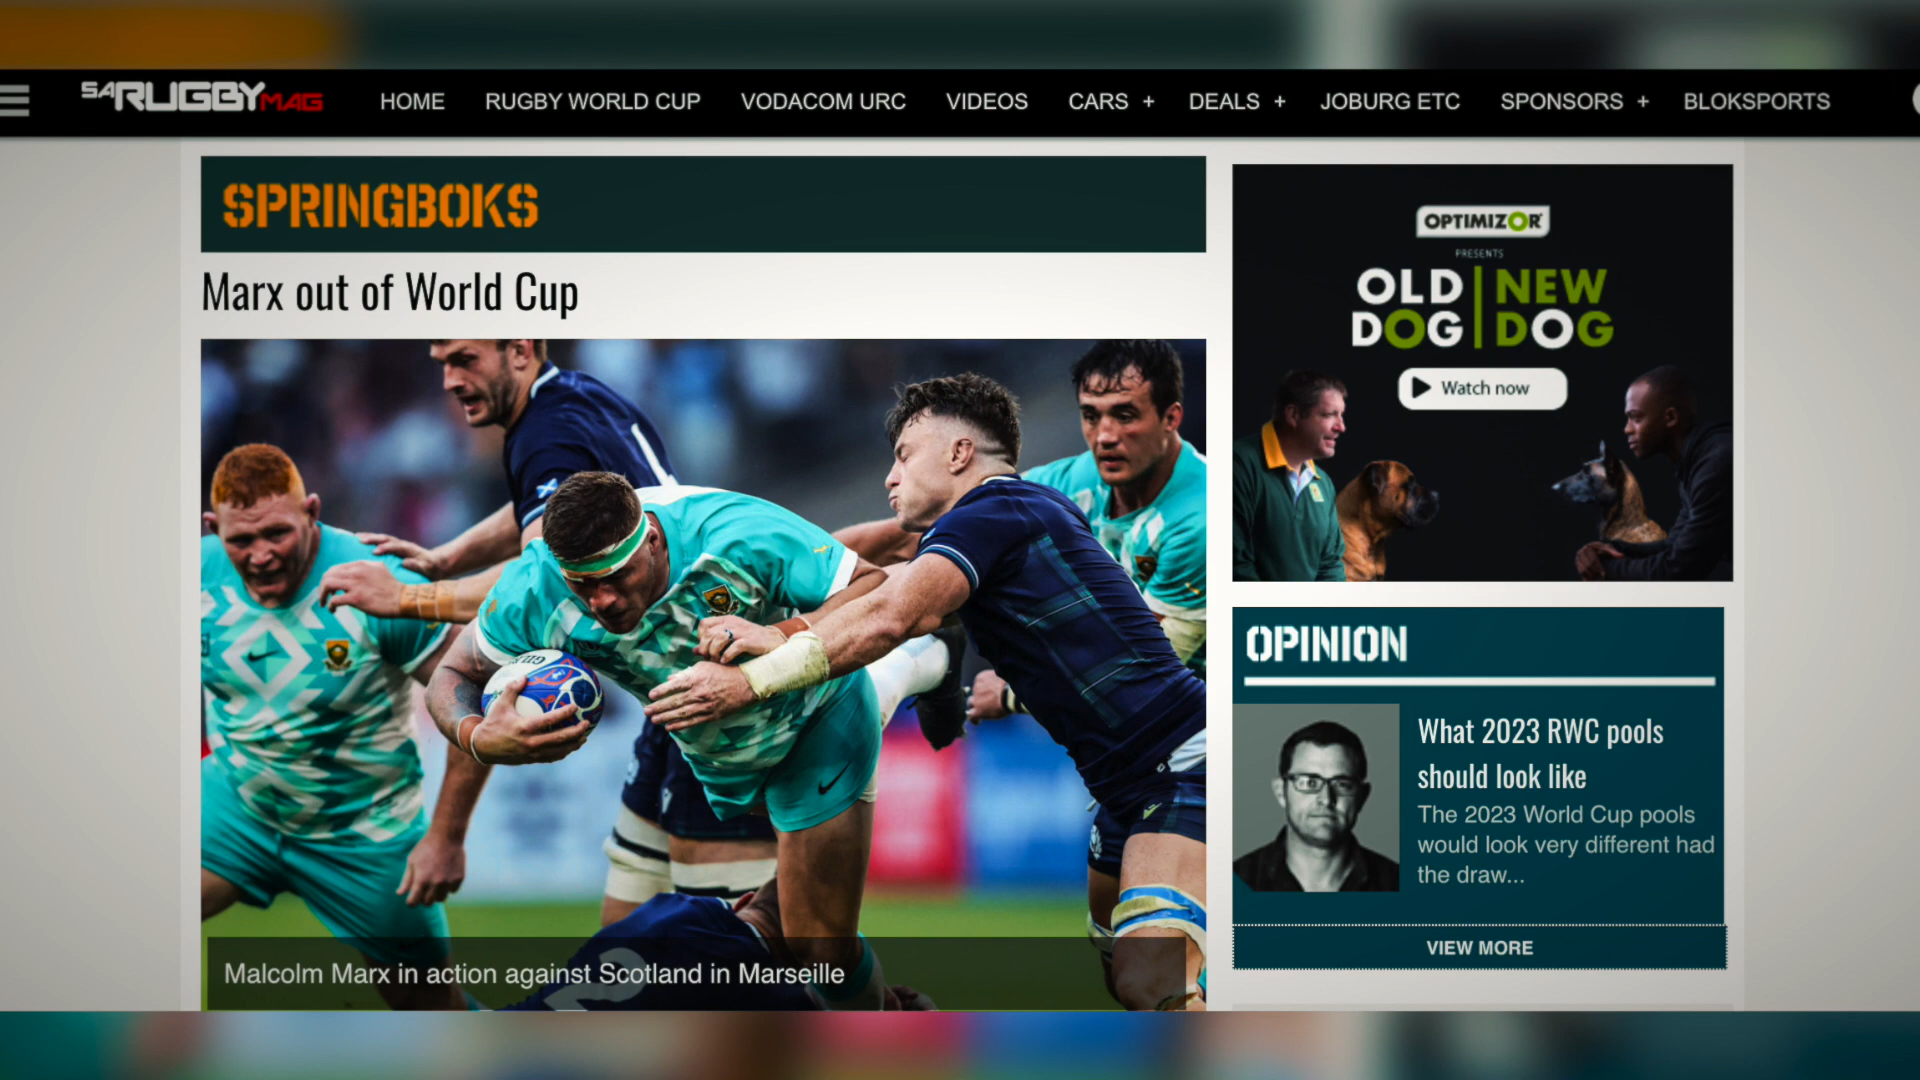 SARUGBYMAG HOME RUGBY WORLD CUP VODACOM URC VIDEOS CARS + DEALS + JOBURG ETC SPONSORS + BLOKSPORTS
SPRINGBOKS
Marx out of World Cup
Malcolm Marx in action against Scotland in Marseille
OPTIMIZOR
PRESENTS
OLD NEW
DOG DOG
Watch now
OPINION
What 2023 RWC pools
should look like
The 2023 World Cup pools
would look very different had
the draw...
VIEW MORE